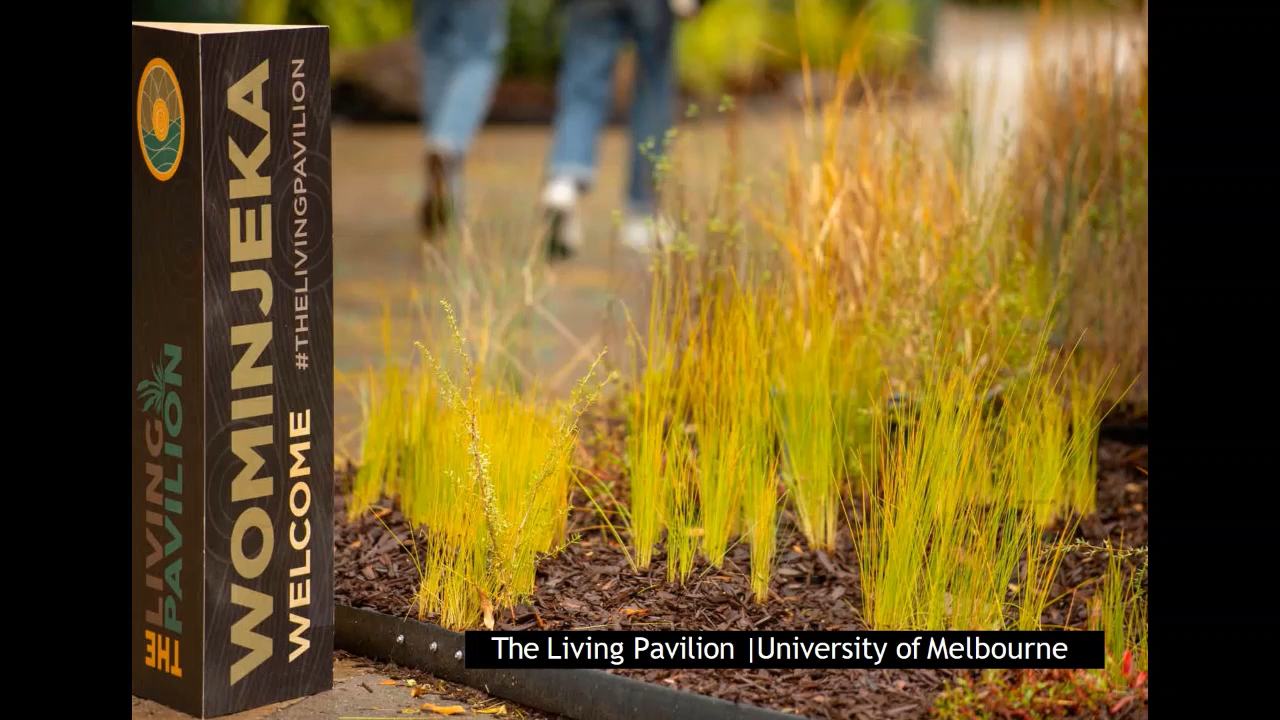 THE LIVING
PAVILION
WOMINJEKA
WELCOME #THELIVINGPAVILION
The Living Pavilion |University of Melbourne